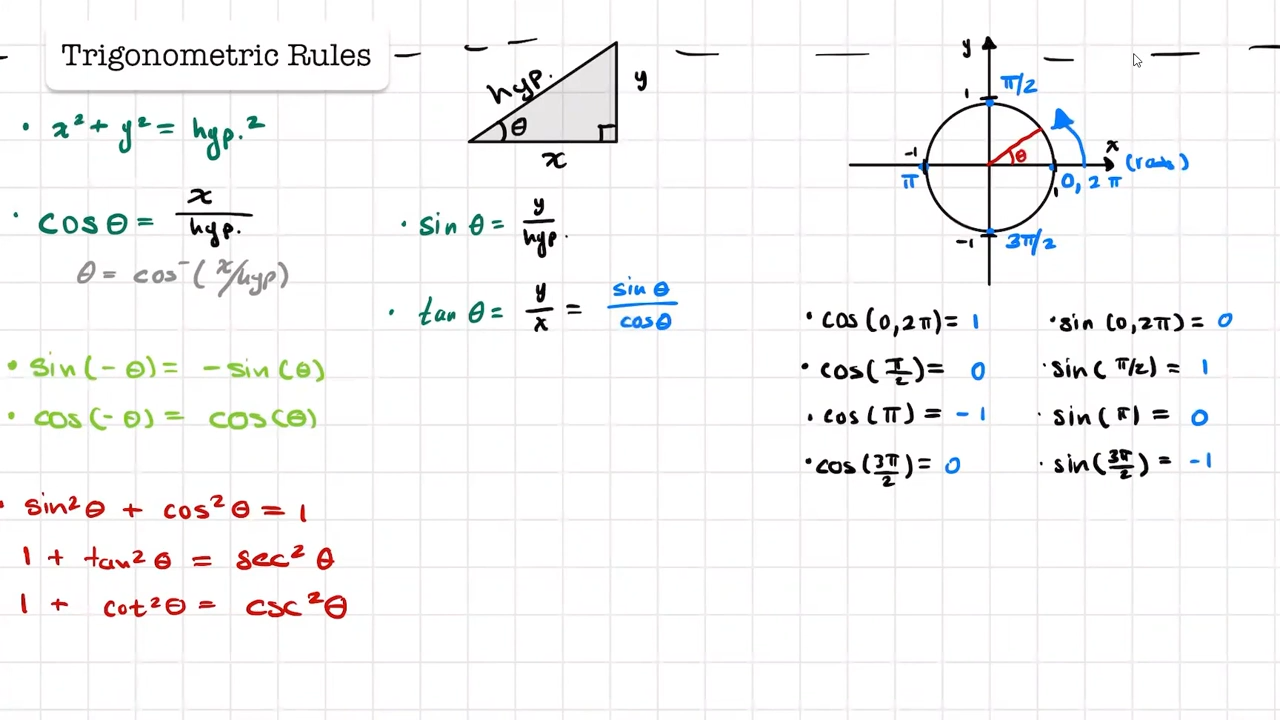 Trigonometric Rules
• x² + y² = hyp.²
• cos θ = x/hyp.
θ = cos⁻(x/hyp)
• sin(-θ) = -sin(θ)
• cos(-θ) = cos(θ)
• sin²θ + cos²θ = 1
1 + tan²θ = sec²θ
1 + cot²θ = csc²θ
hyp.
y
θ
x
• sin θ = y/hyp.
• tan θ = y/x = sin θ/cos θ
y
1
π/2
-1
π
θ
x
(rads)
0, 2π
1
-1
3π/2
• cos(0,2π) = 1
• cos(π/2) = 0
• cos(π) = -1
• cos(3π/2) = 0
• sin(0,2π) = 0
• sin(π/2) = 1
• sin(π) = 0
• sin(3π/2) = -1